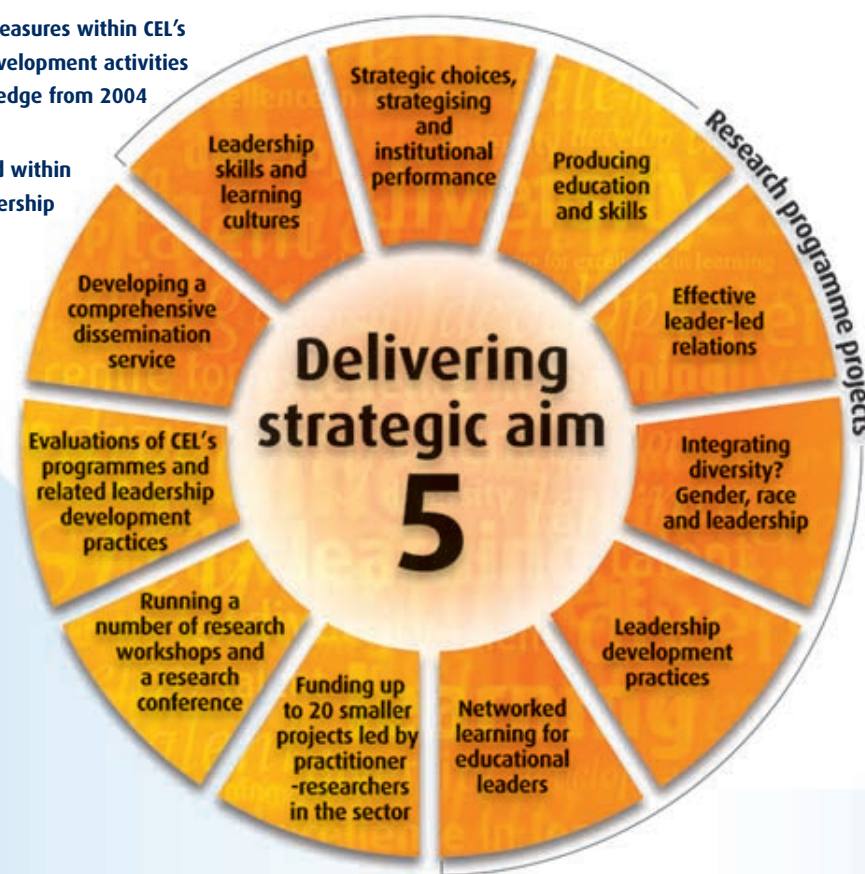 easures within CEL's
velopment activities
edge from 2004
within
ership
Research programme projects
Strategic choices,
strategising
and
institutional
performance
Producing
education
and skills
Effective
leader-led
relations
Integrating
diversity?
Gender, race
and leadership
Leadership
development
practices
Networked
learning for
educational
leaders
Funding up
to 20 smaller
projects led by
practitioner
-researchers
in the sector
Running a
number of research
workshops and
a research
conference
Evaluations of CEL's
programmes and
related leadership
development
practices
Developing a
comprehensive
dissemination
service
Leadership
skills and
learning
cultures
Delivering
strategic aim
5